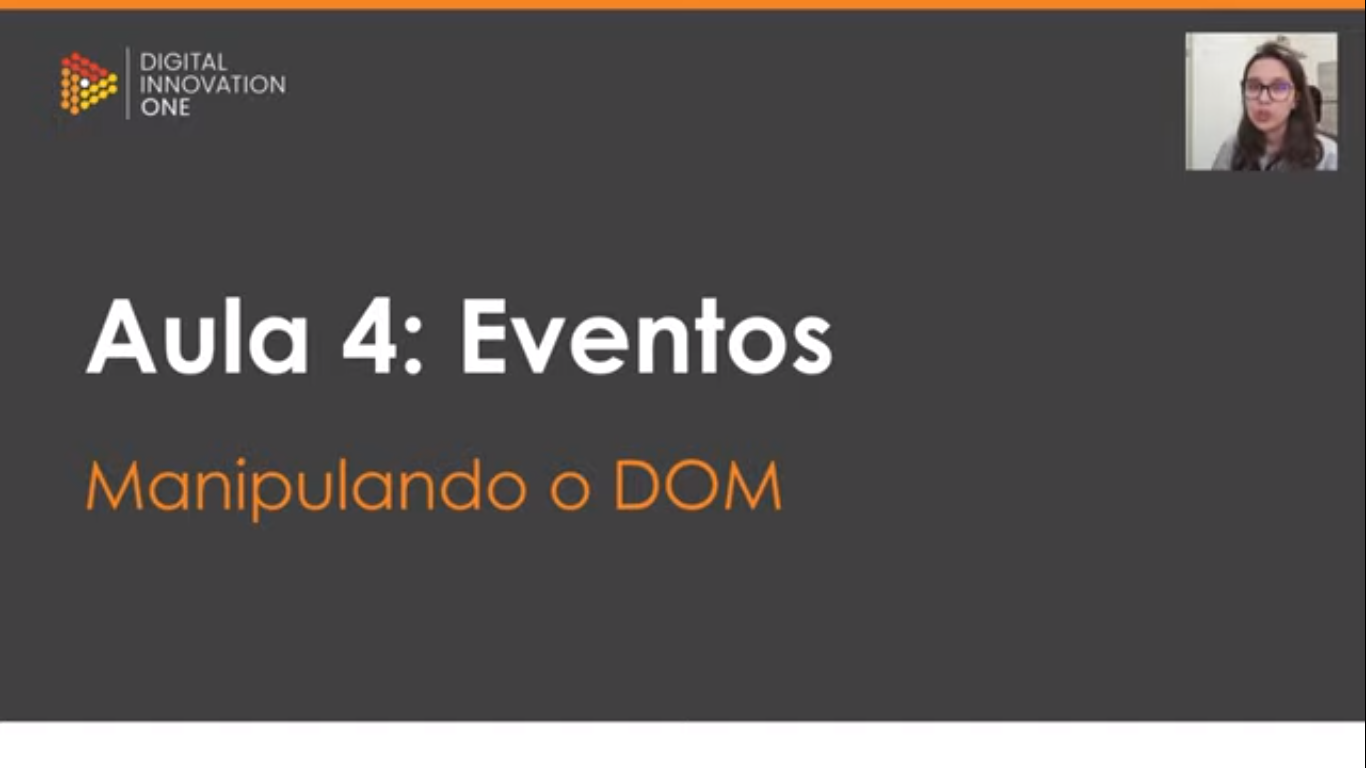 DIGITAL
INNOVATION
ONE
Aula 4: Eventos
Manipulando o DOM